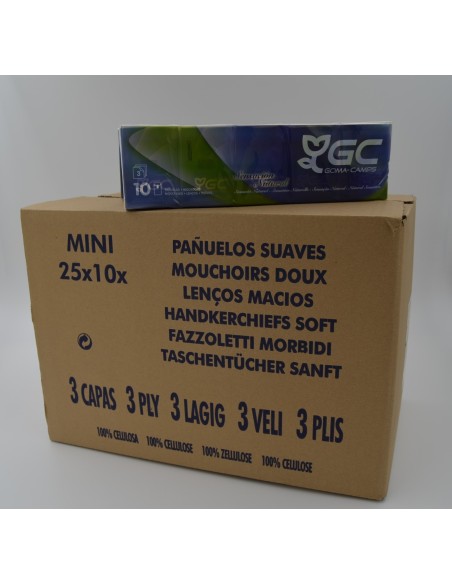 GC
GOMA-CAMPS
10
GC
MINI
25x10x
PAÑUELOS SUAVES
MOUCHOIRS DOUX
LENÇOS MACIOS
HANDKERCHIEFS SOFT
FAZZOLETTI MORBIDI
TASCHENTÜCHER SANFT
3 CAPAS 3 PLY 3 LAGIG 3 VELI 3 PLIS
100% CELULOSA 100% CELLULOSE 100% ZELLULOSE 100% CELLULOSE